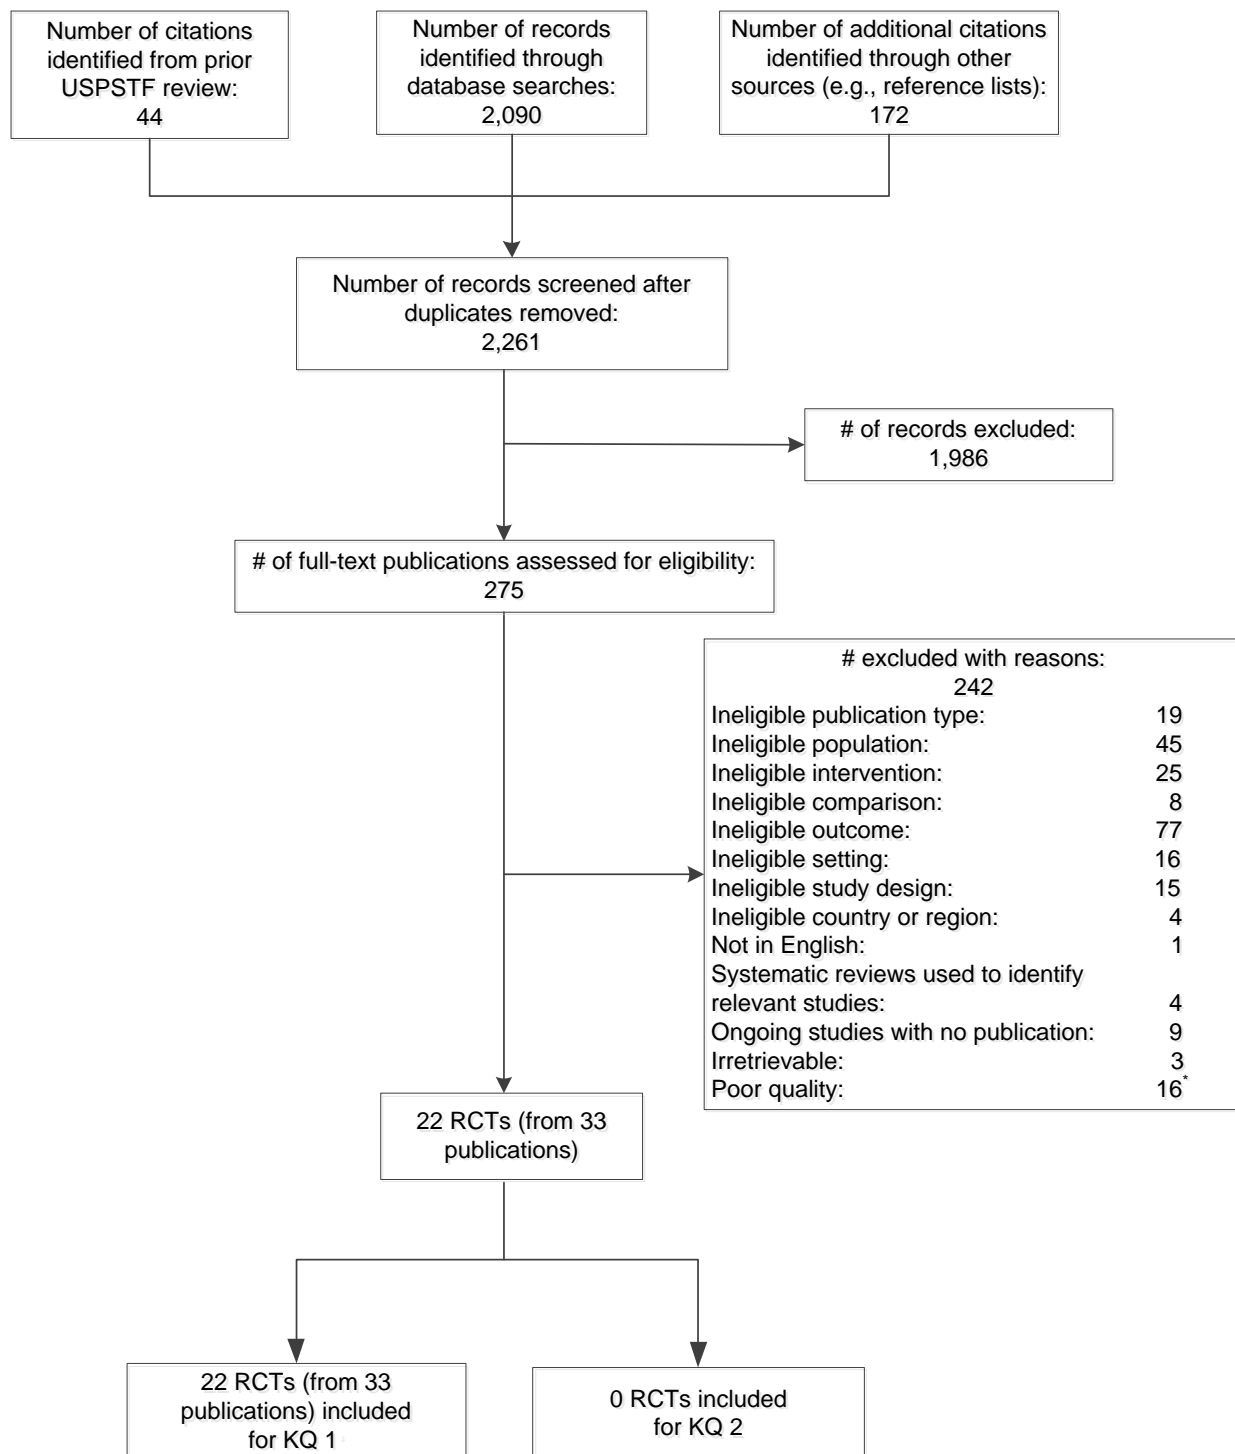 Number of citations
identified from prior
USPSTF review:
44
Number of records
identified through
database searches:
2,090
Number of additional citations
identified through other
sources (e.g., reference lists):
172
Number of records screened after
duplicates removed:
2,261
# of records excluded:
1,986
# of full-text publications assessed for eligibility:
275
# excluded with reasons:
242
Ineligible publication type: 19
Ineligible population: 45
Ineligible intervention: 25
Ineligible comparison: 8
Ineligible outcome: 77
Ineligible setting: 16
Ineligible study design: 15
Ineligible country or region: 4
Not in English: 1
Systematic reviews used to identify
relevant studies: 4
Ongoing studies with no publication: 9
Irretrievable: 3
Poor quality: 16*
22 RCTs (from 33
publications)
22 RCTs (from 33
publications) included
for KQ 1
0 RCTs included
for KQ 2